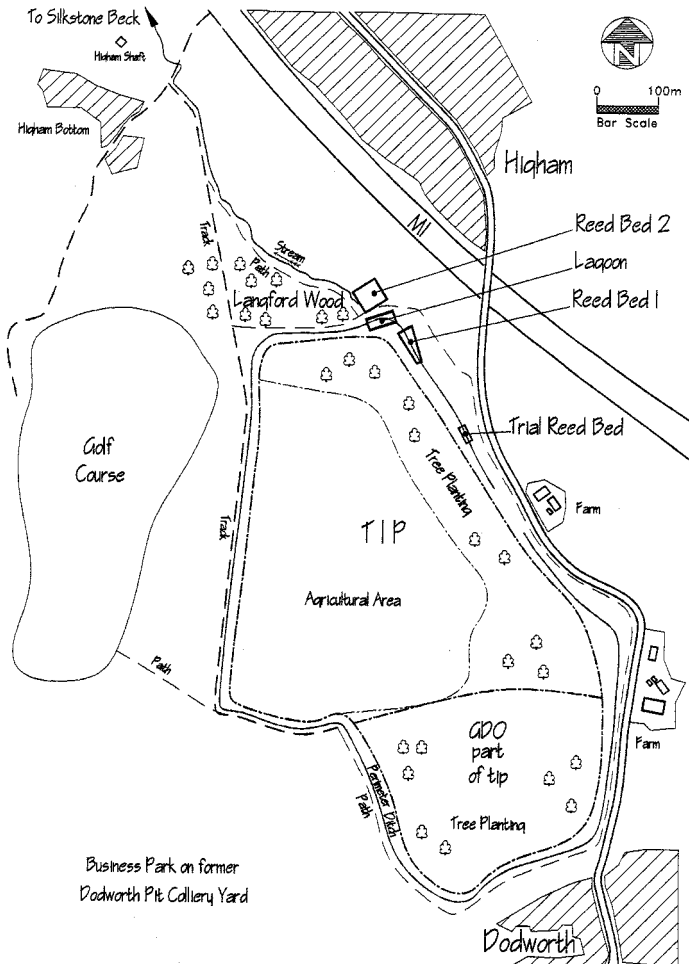 To Silkstone Beck
Higham Shaft
Higham Bottom
N
0 100m
Bar Scale
Higham
M1
Reed Bed 2
Lagoon
Reed Bed 1
Track
Stream
Path
Langford Wood
Trial Reed Bed
Golf
Course
Tree Planting
Farm
TIP
Track
Agricultural Area
Path
Farm
GDO
part
of tip
Perimeter Ditch
Path
Tree Planting
Business Park on former
Dodworth Pit Colliery Yard
Dodworth